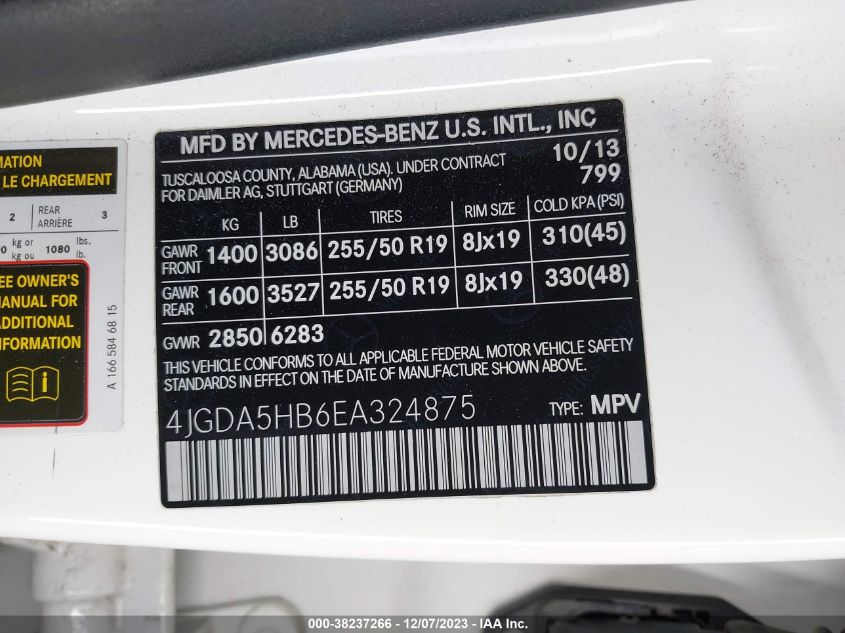 MATION
LE CHARGEMENT
2 REAR ARRIÈRE 3
kg or kg ou 1080 lbs. lb.
EE OWNER'S
MANUAL FOR
ADDITIONAL
INFORMATION
A 166 584 68 15
MFD BY MERCEDES-BENZ U.S. INTL., INC
TUSCALOOSA COUNTY, ALABAMA (USA). UNDER CONTRACT 10/13
FOR DAIMLER AG, STUTTGART (GERMANY) 799
KG LB TIRES RIM SIZE COLD KPA (PSI)
GAWR FRONT 1400 3086 255/50 R19 8Jx19 310(45)
GAWR REAR 1600 3527 255/50 R19 8Jx19 330(48)
GVWR 2850 6283
THIS VEHICLE CONFORMS TO ALL APPLICABLE FEDERAL MOTOR VEHICLE SAFETY
STANDARDS IN EFFECT ON THE DATE OF MANUFACTURE SHOWN ABOVE.
4JGDA5HB6EA324875 TYPE: MPV
000-38237266 - 12/07/2023 - IAAI Inc.